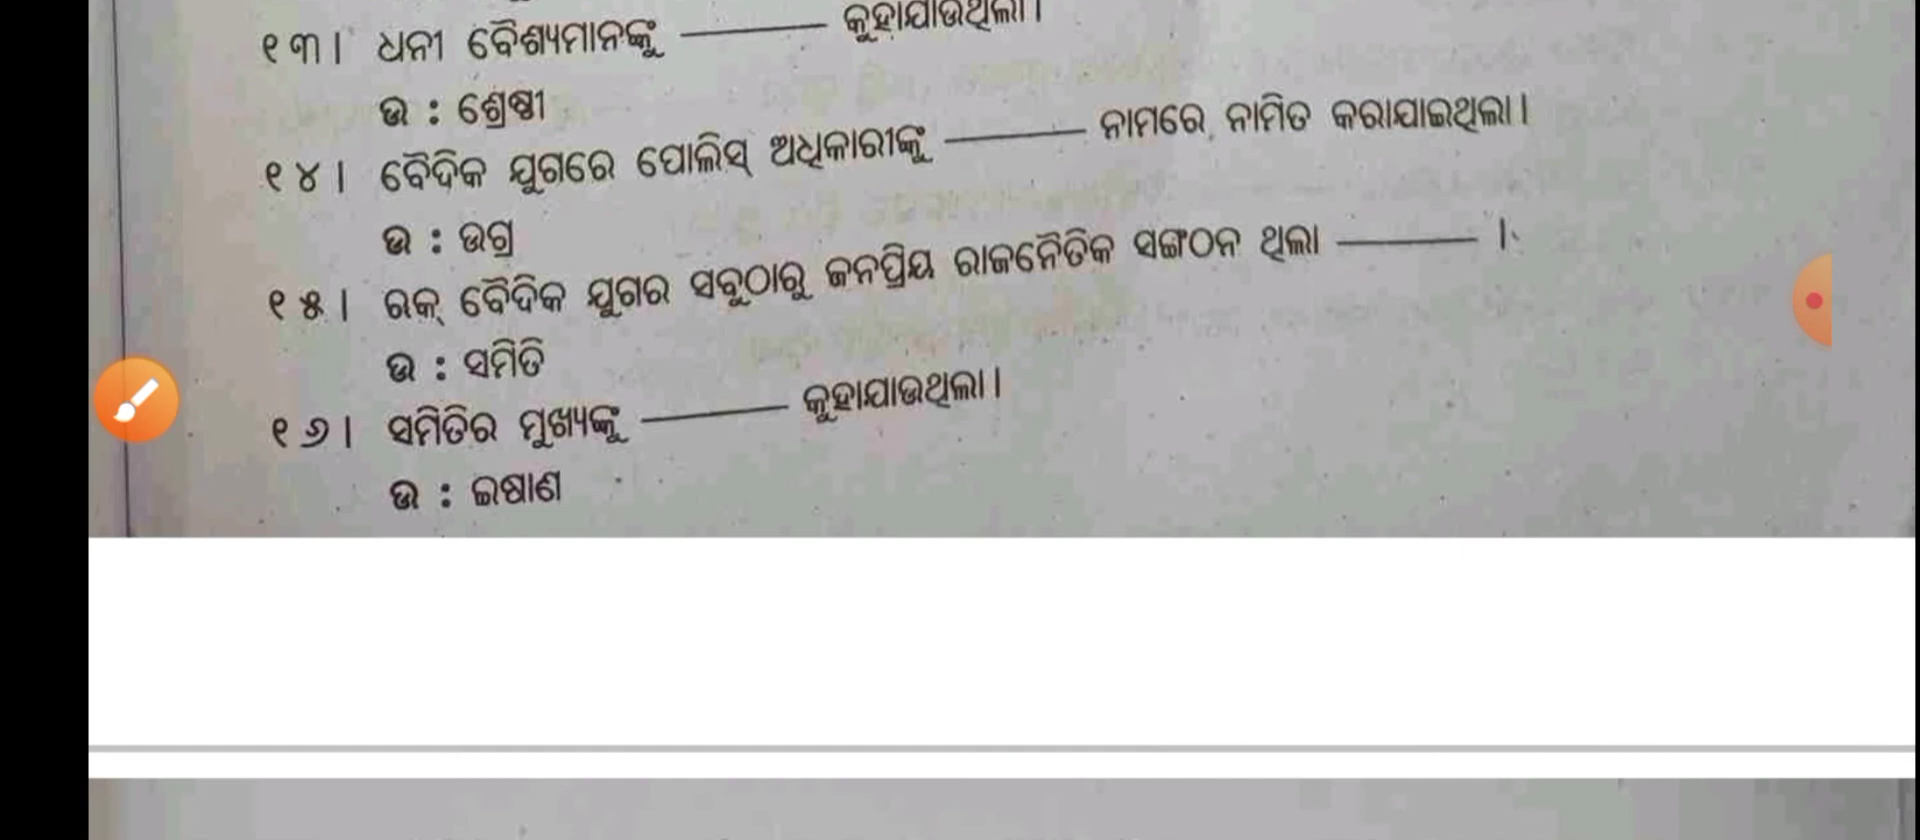 ୧୩। ଧନୀ ବୈଶ୍ୟମାନଙ୍କୁ ——— କୁହାଯାଉଥିଲା।
ଉ : ଶ୍ରେଷ୍ଠୀ
୧୪। ବୈଦିକ ଯୁଗରେ ପୋଲିସ୍ ଅଧିକାରୀଙ୍କୁ ——— ନାମରେ ନାମିତ କରାଯାଇଥିଲା।
ଉ : ଉଗ୍ର
୧୫। ଋକ୍ ବୈଦିକ ଯୁଗର ସବୁଠାରୁ ଜନପ୍ରିୟ ରାଜନୈତିକ ସଙ୍ଗଠନ ଥିଲା ——— ।
ଉ : ସମିତି
୧୬। ସମିତିର ମୁଖ୍ୟଙ୍କୁ ——— କୁହାଯାଉଥିଲା।
ଉ : ଇଷାଣ